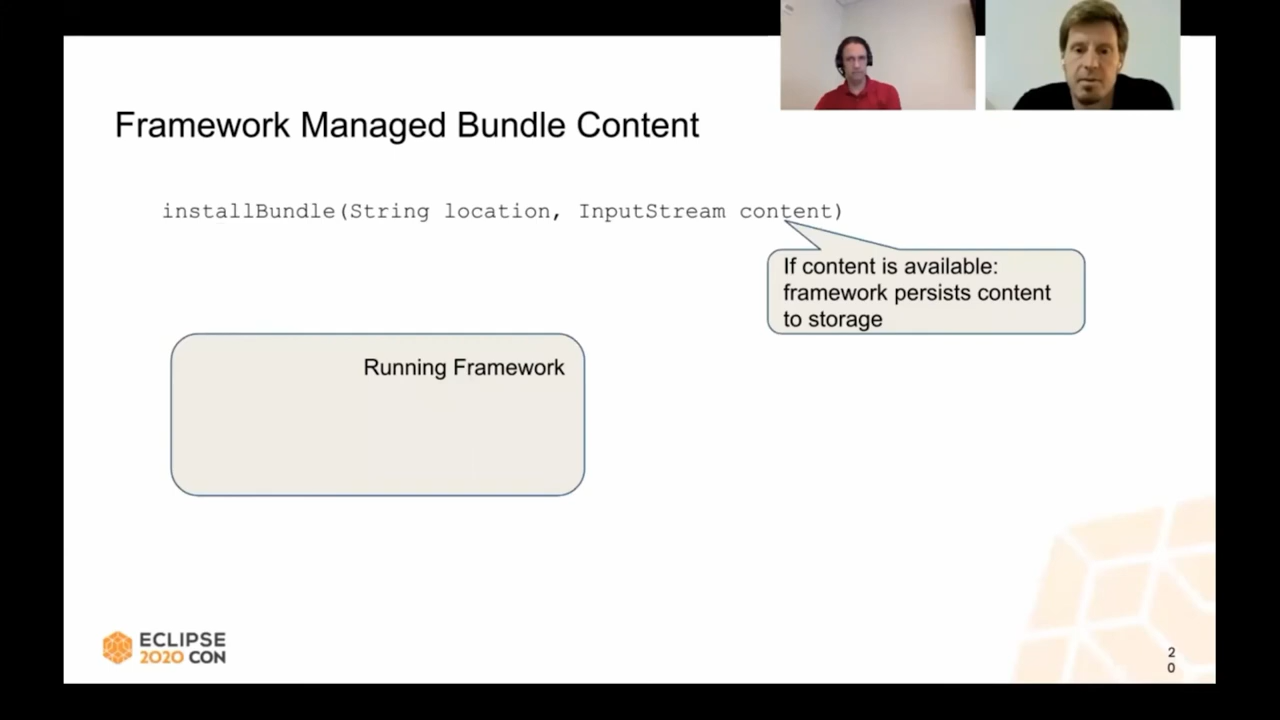 Framework Managed Bundle Content
installBundle(String location, InputStream content)
If content is available:
framework persists content
to storage
Running Framework
ECLIPSE
2020 CON
2
0